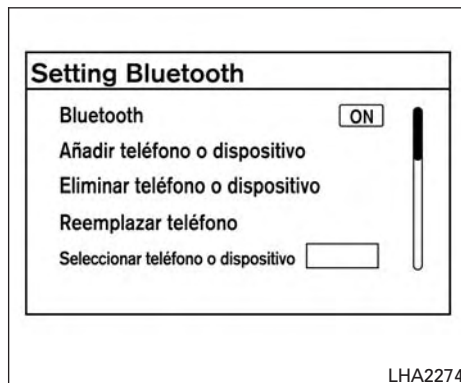 Setting Bluetooth
Bluetooth ON
Añadir teléfono o dispositivo
Eliminar teléfono o dispositivo
Reemplazar teléfono
Seleccionar teléfono o dispositivo
LHA2274